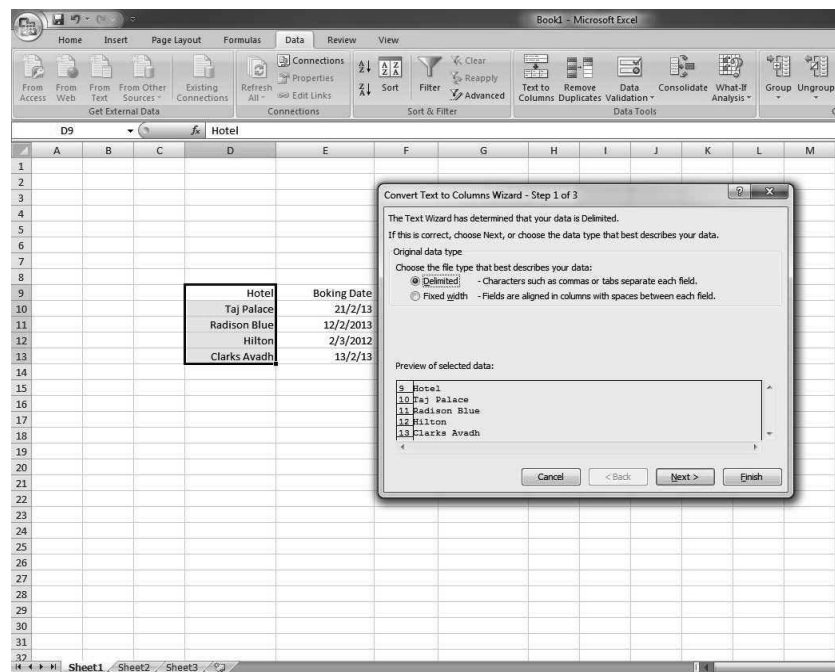 Book1 - Microsoft Excel
Home Insert Page Layout Formulas Data Review View
From Access
From Web
From Text
From Other Sources
Existing Connections
Get External Data
Refresh All
Connections
Properties
Edit Links
Connections
Sort
Filter
Clear
Reapply
Advanced
Sort & Filter
Text to Columns
Remove Duplicates
Data Validation
Consolidate
What-If Analysis
Data Tools
Group
Ungroup
D9 fx Hotel
A B C D E F G H I J K L M
1
2
3
4
5
6
7
8
9 Hotel Boking Date
10 Taj Palace 21/2/13
11 Radison Blue 12/2/2013
12 Hilton 2/3/2012
13 Clarks Avadh 13/2/13
14
15
16
17
18
19
20
21
22
23
24
25
26
27
28
29
30
31
32
Convert Text to Columns Wizard - Step 1 of 3
The Text Wizard has determined that your data is Delimited.
If this is correct, choose Next, or choose the data type that best describes your data.
Original data type
Choose the file type that best describes your data:
Delimited - Characters such as commas or tabs separate each field.
Fixed width - Fields are aligned in columns with spaces between each field.
Preview of selected data:
9 Hotel
10 Taj Palace
11 Radison Blue
12 Hilton
13 Clarks Avadh
Cancel < Back Next > Finish
Sheet1 Sheet2 Sheet3